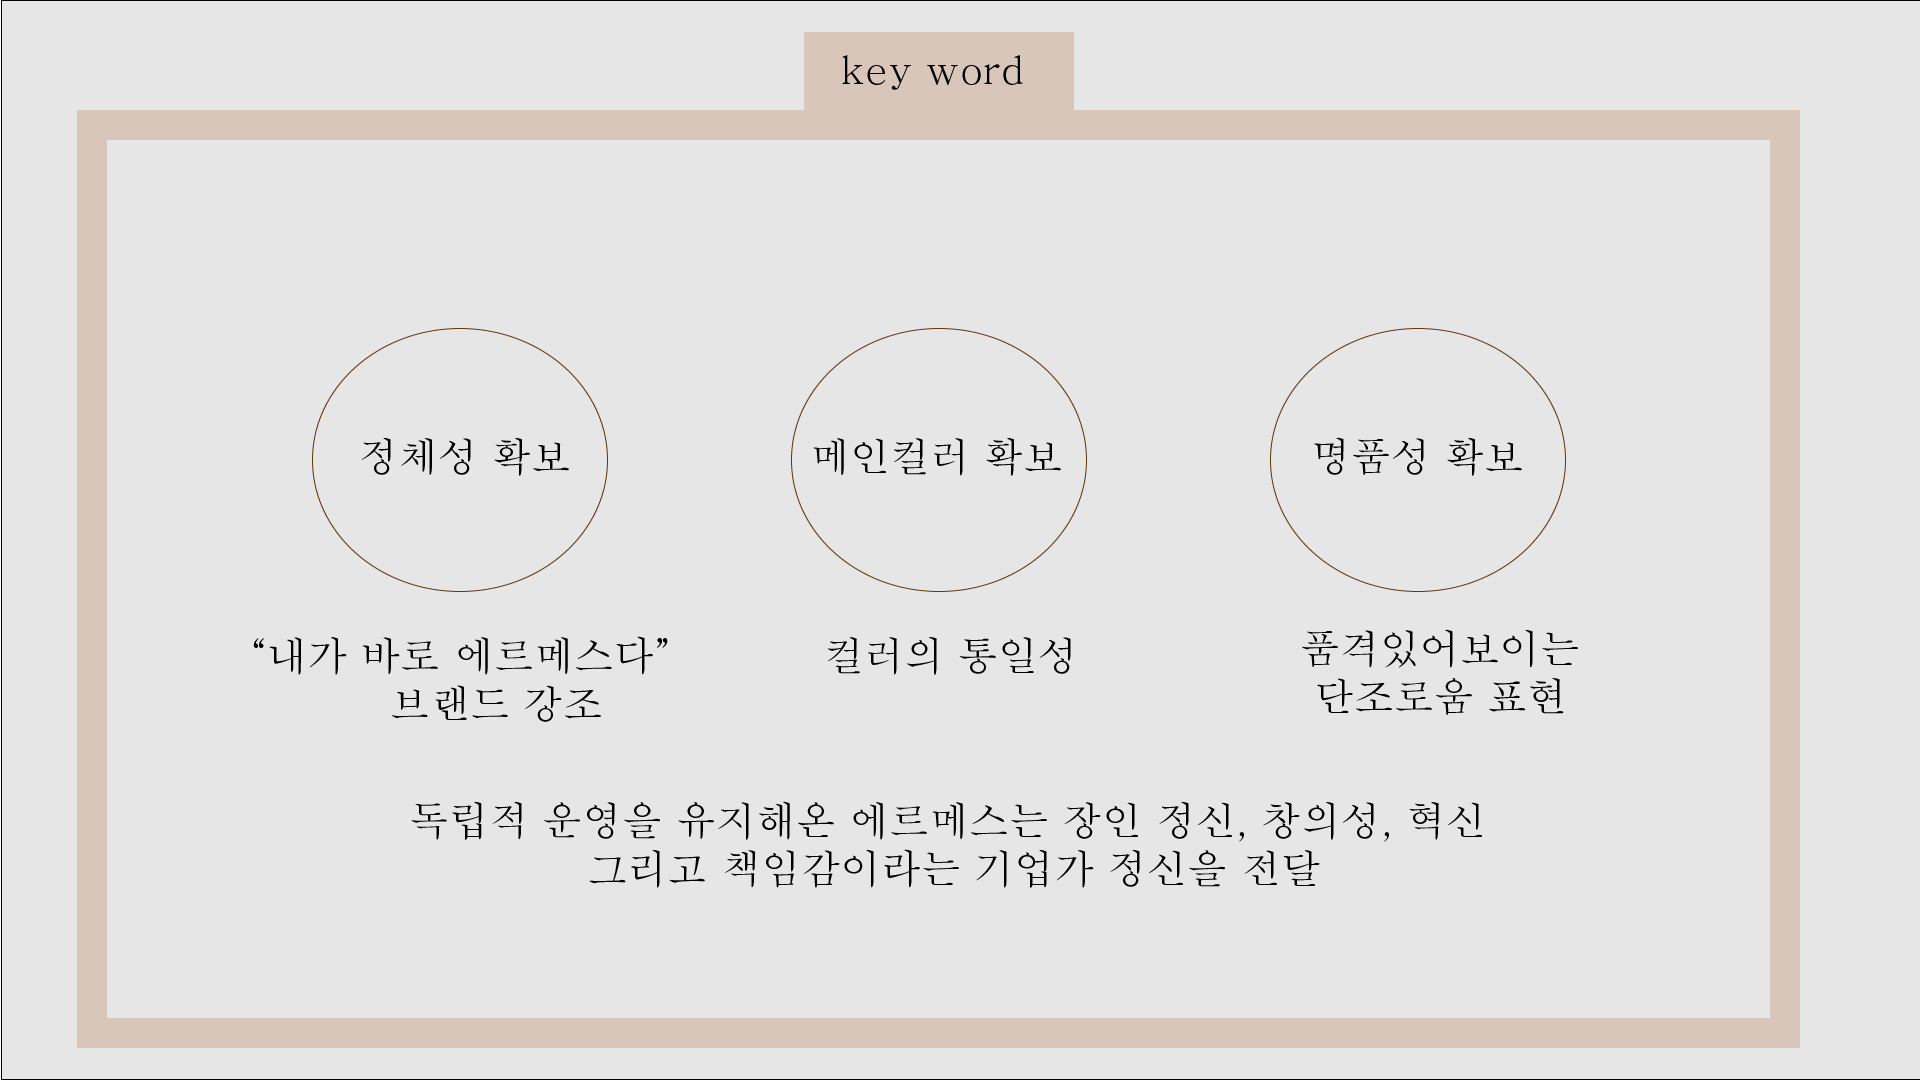 key word
정체성 확보
메인컬러 확보
명품성 확보
“내가 바로 에르메스다”
브랜드 강조
컬러의 통일성
품격있어보이는
단조로움 표현
독립적 운영을 유지해온 에르메스는 장인 정신, 창의성, 혁신
그리고 책임감이라는 기업가 정신을 전달